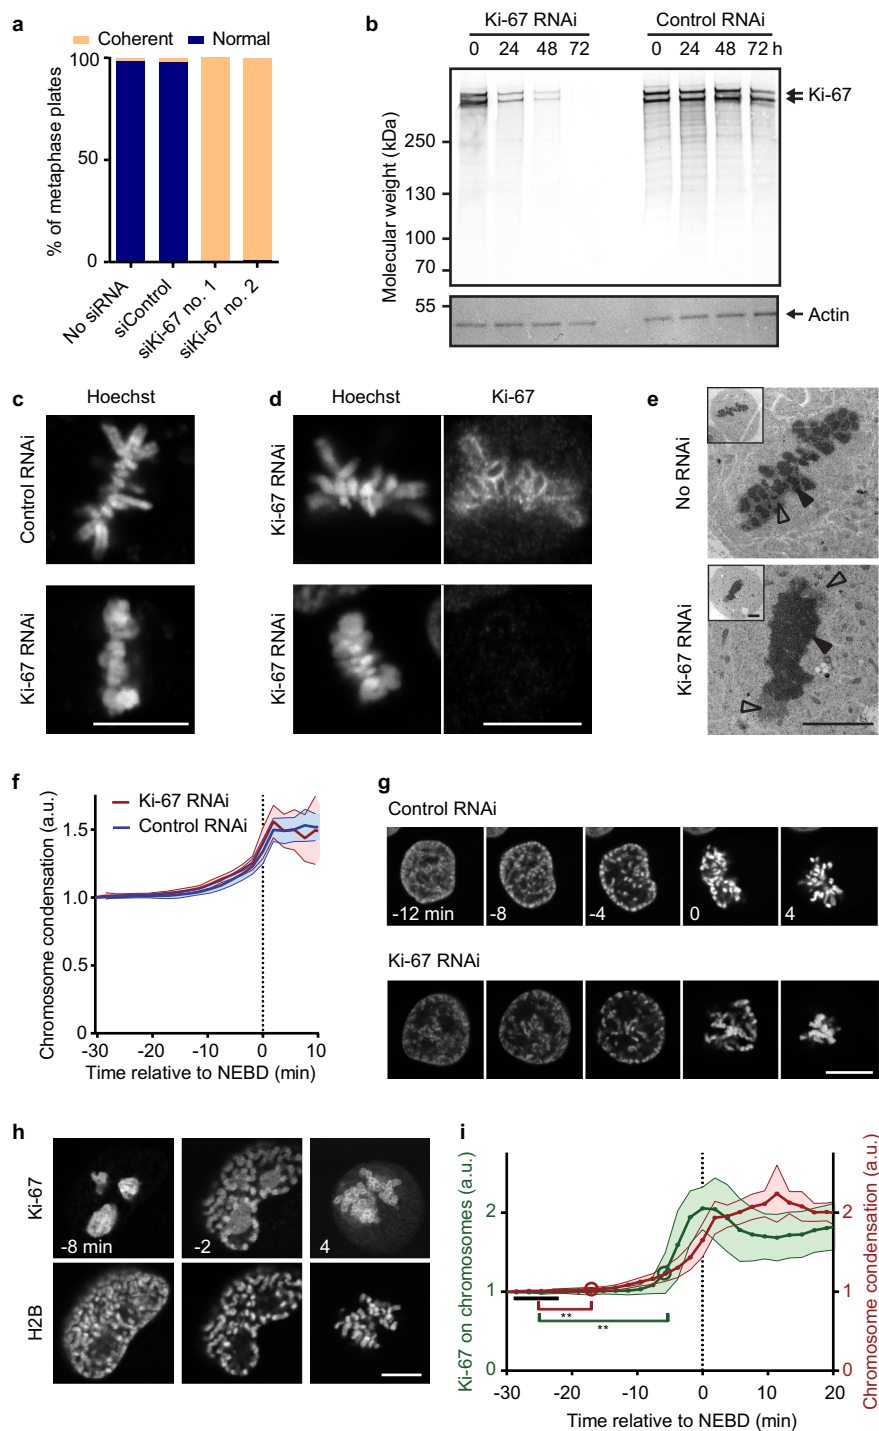 a
Coherent Normal
100
50
0
% of metaphase plates
No siRNA
siControl
siKi-67 no. 1
siKi-67 no. 2
b
Ki-67 RNAi Control RNAi
0 24 48 72 0 24 48 72 h
Ki-67
250
130
100
70
55
Molecular weight (kDa)
Actin
c
Hoechst
Control RNAi
Ki-67 RNAi
d
Hoechst Ki-67
Ki-67 RNAi
Ki-67 RNAi
e
No RNAi
Ki-67 RNAi
f
Ki-67 RNAi
Control RNAi
1.5
1.0
0.5
0
Chromosome condensation (a.u.)
-30 -20 -10 0 10
Time relative to NEBD (min)
g
Control RNAi
-12 min -8 -4 0 4
Ki-67 RNAi
h
Ki-67
-8 min -2 4
H2B
i
Ki-67 on chromosomes (a.u.)
Chromosome condensation (a.u.)
2 2
1 1
**
**
0 0
-30 -20 -10 0 10 20
Time relative to NEBD (min)